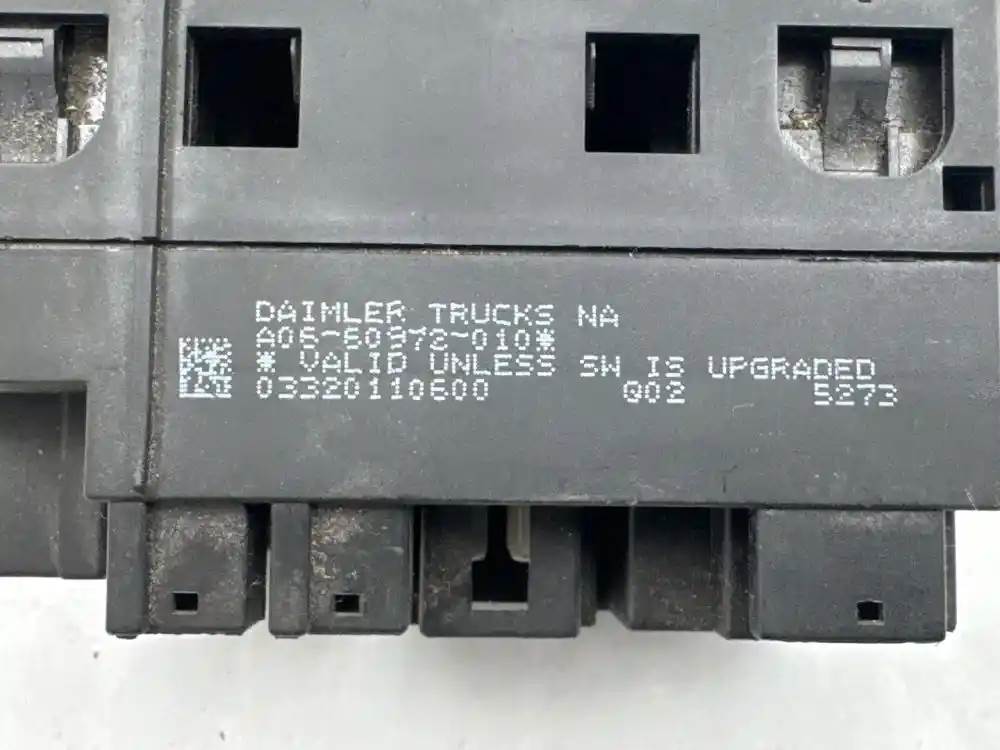 DAIMLER TRUCKS NA
A06-60972-010*
* VALID UNLESS SW IS UPGRADED
03320110600 Q02 5273